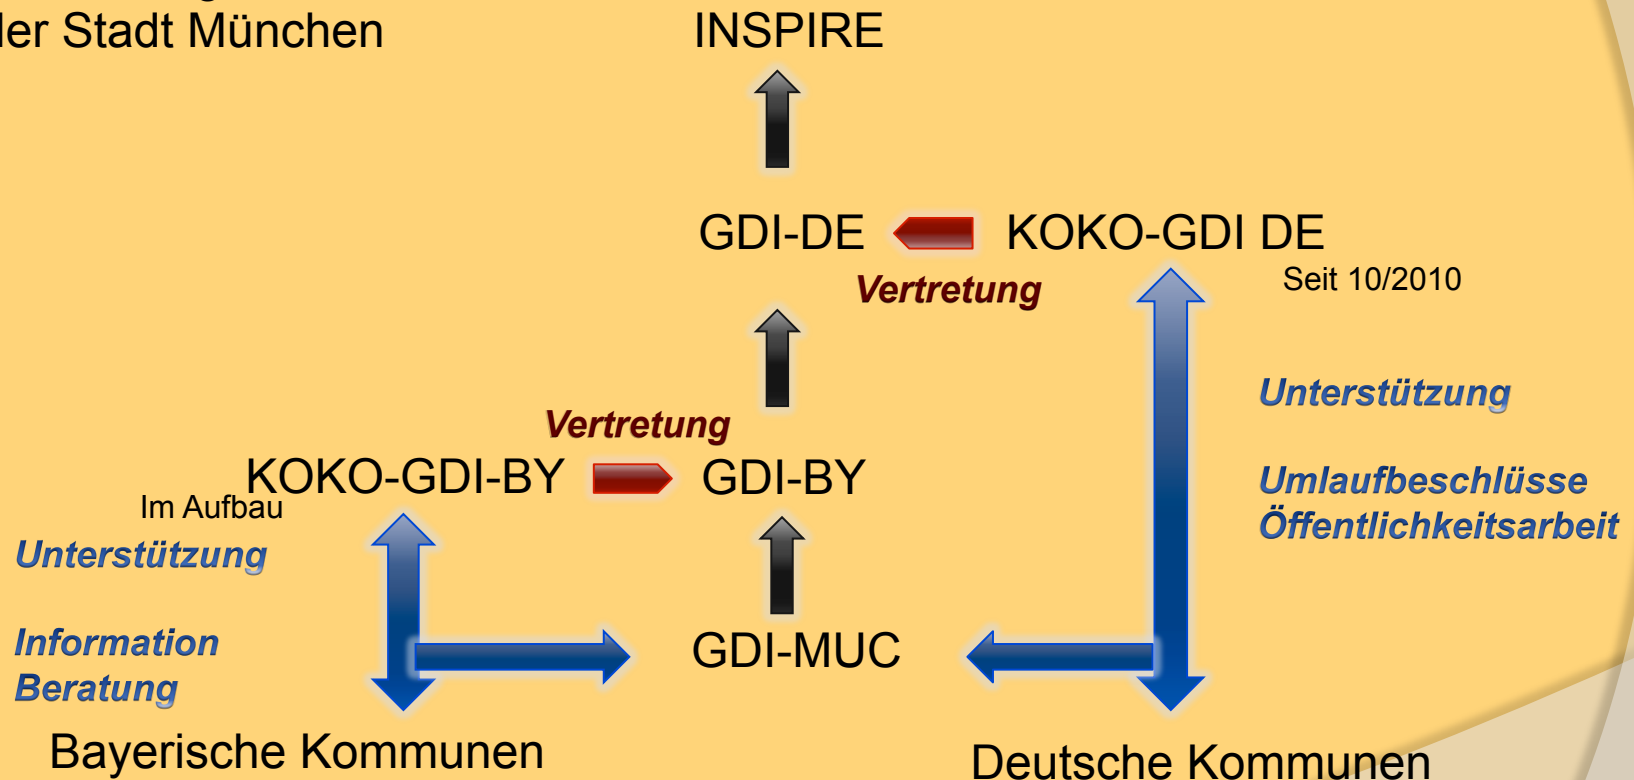 der Stadt München
INSPIRE
GDI-DE
KOKO-GDI DE
Vertretung
Seit 10/2010
Unterstützung
Umlaufbeschlüsse
Öffentlichkeitsarbeit
Vertretung
KOKO-GDI-BY
GDI-BY
Im Aufbau
Unterstützung
Information
Beratung
GDI-MUC
Bayerische Kommunen
Deutsche Kommunen